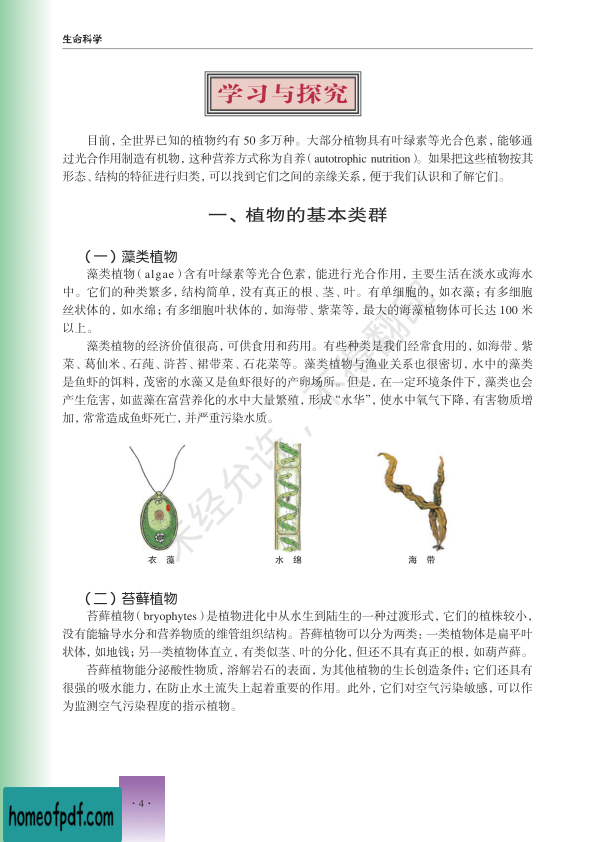 生命科学
学习与探究
目前，全世界已知的植物约有 50 多万种。大部分植物具有叶绿素等光合色素，能够通
过光合作用制造有机物，这种营养方式称为自养（autotrophic nutrition）。如果把这些植物按其
形态、结构的特征进行归类，可以找到它们之间的亲缘关系，便于我们认识和了解它们。
一、植物的基本类群
（一）藻类植物
藻类植物（algae）含有叶绿素等光合色素，能进行光合作用，主要生活在淡水或海水
中。它们的种类繁多，结构简单，没有真正的根、茎、叶。有单细胞的，如衣藻；有多细胞
丝状体的，如水绵；有多细胞叶状体的，如海带、紫菜等，最大的海藻植物体可长达 100 米
以上。
藻类植物的经济价值很高，可供食用和药用。有些种类是我们经常食用的，如海带、紫
菜、葛仙米、石莼、浒苔、裙带菜、石花菜等。藻类植物与渔业关系也很密切，水中的藻类
是鱼虾的饵料，茂密的水藻又是鱼虾很好的产卵场所。但是，在一定环境条件下，藻类也会
产生危害，如蓝藻在富营养化的水中大量繁殖，形成“水华”，使水中氧气下降，有害物质增
加，常常造成鱼虾死亡，并严重污染水质。
衣 藻
水 绵
海 带
（二）苔藓植物
苔藓植物（bryophytes）是植物进化中从水生到陆生的一种过渡形式，它们的植株较小，
没有能输导水分和营养物质的维管组织结构。苔藓植物可以分为两类：一类植物体是扁平叶
状体，如地钱；另一类植物体直立，有类似茎、叶的分化，但还不具有真正的根，如葫芦藓。
苔藓植物能分泌酸性物质，溶解岩石的表面，为其他植物的生长创造条件；它们还具有
很强的吸水能力，在防止水土流失上起着重要的作用。此外，它们对空气污染敏感，可以作
为监测空气污染程度的指示植物。
未经允许，不得翻印
·4·
homeofpdf.com